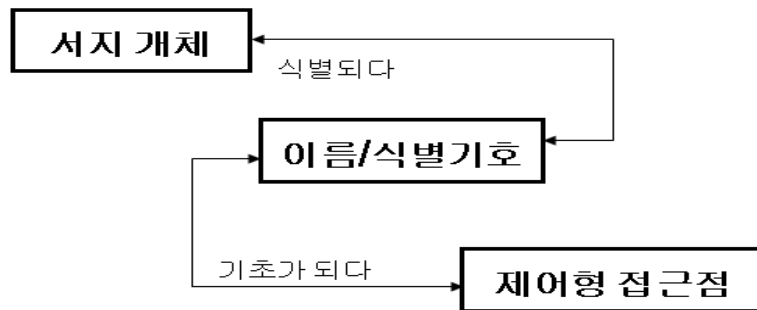 서지 개체
식별되다
이름/식별기호
기초가 되다
제어형 접근점